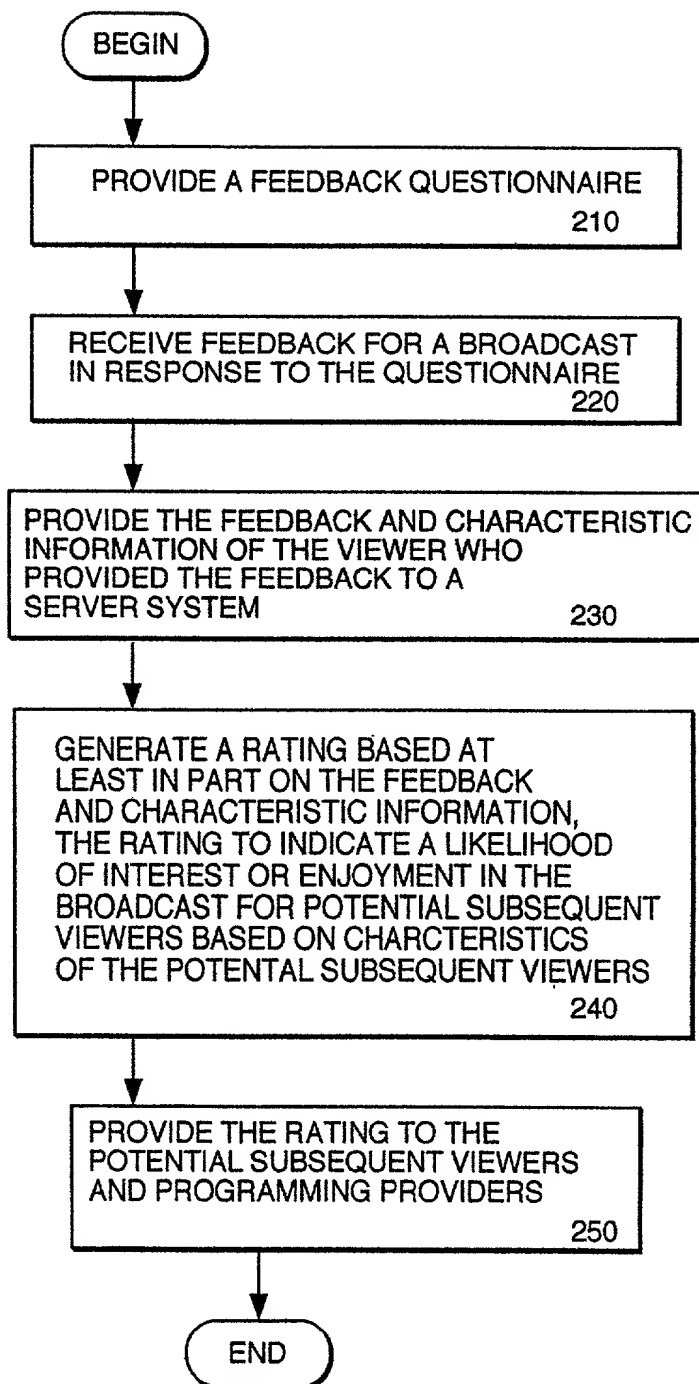 BEGIN
PROVIDE A FEEDBACK QUESTIONNAIRE
210
RECEIVE FEEDBACK FOR A BROADCAST
IN RESPONSE TO THE QUESTIONNAIRE
220
PROVIDE THE FEEDBACK AND CHARACTERISTIC
INFORMATION OF THE VIEWER WHO
PROVIDED THE FEEDBACK TO A
SERVER SYSTEM 230
GENERATE A RATING BASED AT
LEAST IN PART ON THE FEEDBACK
AND CHARACTERISTIC INFORMATION,
THE RATING TO INDICATE A LIKELIHOOD
OF INTEREST OR ENJOYMENT IN THE
BROADCAST FOR POTENTIAL SUBSEQUENT
VIEWERS BASED ON CHARCTERISTICS
OF THE POTENTAL SUBSEQUENT VIEWERS
240
PROVIDE THE RATING TO THE
POTENTIAL SUBSEQUENT VIEWERS
AND PROGRAMMING PROVIDERS
250
END